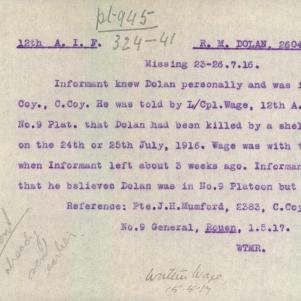 pl-945
324-41
12th A. I. F. R. M. DOLAN, 2604
Missing 23-26.7.16.
Informant knew Dolan personally and was i
Coy., C.Coy. He was told by L/Cpl.Wage, 12th A.
No.9 Plat. that Dolan had been killed by a shel
on the 24th or 25th July, 1916. Wage was with t
when Informant left about 3 weeks ago. Informan
that he believes Dolan was in No.9 Platoon but
Reference: Pte.J.H.Mumford, 2383, C.Coy
No.9 General, Rouen, 1.5.17.
WTMR.
already
Written Wage
15-5-17